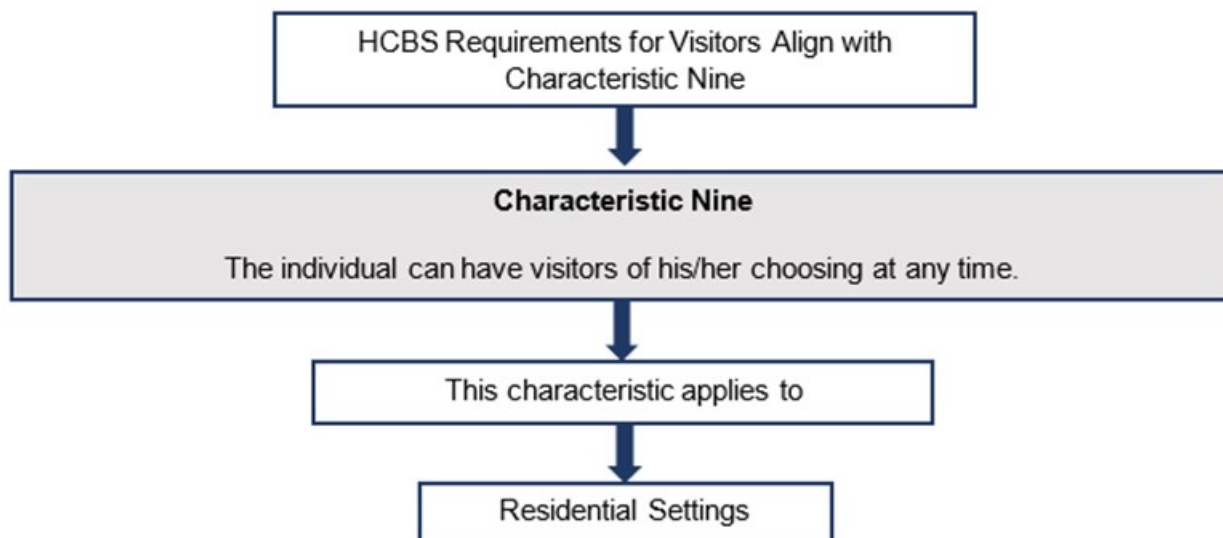 HCBS Requirements for Visitors Align with
Characteristic Nine
Characteristic Nine
The individual can have visitors of his/her choosing at any time.
This characteristic applies to
Residential Settings